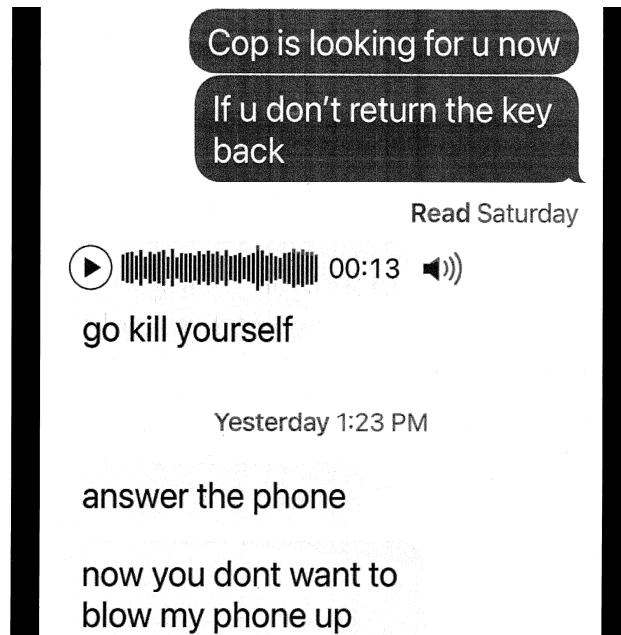 Cop is looking for u now
If u don't return the key
back
Read Saturday
00:13
go kill yourself
Yesterday 1:23 PM
answer the phone
now you dont want to
blow my phone up